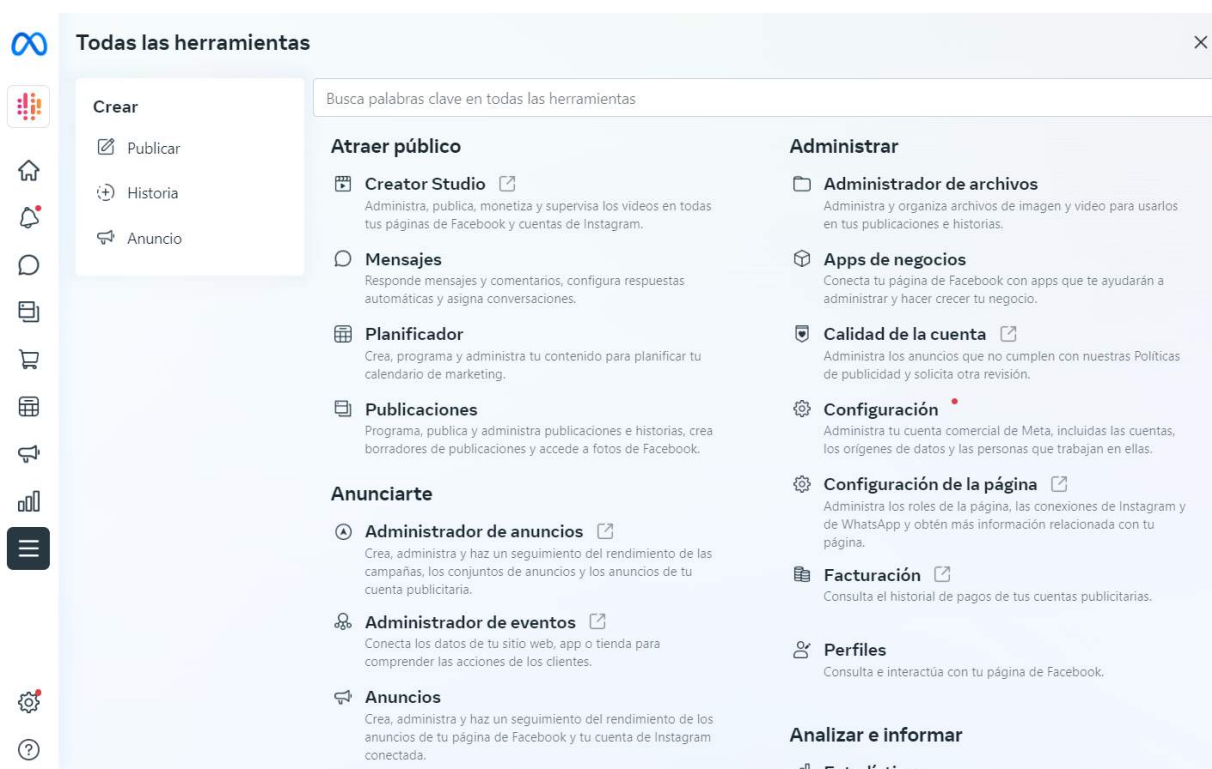 Todas las herramientas
Crear
Publicar
Historia
Anuncio
Busca palabras clave en todas las herramientas
Atraer público
Creator Studio
Administra, publica, monetiza y supervisa los videos en todas
tus páginas de Facebook y cuentas de Instagram.
Mensajes
Responde mensajes y comentarios, configura respuestas
automáticas y asigna conversaciones.
Planificador
Crea, programa y administra tu contenido para planificar tu
calendario de marketing.
Publicaciones
Programa, publica y administra publicaciones e historias, crea
borradores de publicaciones y accede a fotos de Facebook.
Anunciarte
Administrador de anuncios
Crea, administra y haz un seguimiento del rendimiento de las
campañas, los conjuntos de anuncios y los anuncios de tu
cuenta publicitaria.
Administrador de eventos
Conecta los datos de tu sitio web, app o tienda para
comprender las acciones de los clientes.
Anuncios
Crea, administra y haz un seguimiento del rendimiento de los
anuncios de tu página de Facebook y tu cuenta de Instagram
conectada.
Administrar
Administrador de archivos
Administra y organiza archivos de imagen y video para usarlos
en tus publicaciones e historias.
Apps de negocios
Conecta tu página de Facebook con apps que te ayudarán a
administrar y hacer crecer tu negocio.
Calidad de la cuenta
Administra los anuncios que no cumplen con nuestras Políticas
de publicidad y solicita otra revisión.
Configuración
Administra tu cuenta comercial de Meta, incluidas las cuentas,
los orígenes de datos y las personas que trabajan en ellas.
Configuración de la página
Administra los roles de la página, las conexiones de Instagram y
de WhatsApp y obtén más información relacionada con tu
página.
Facturación
Consulta el historial de pagos de tus cuentas publicitarias.
Perfiles
Consulta e interactúa con tu página de Facebook.
Analizar e informar